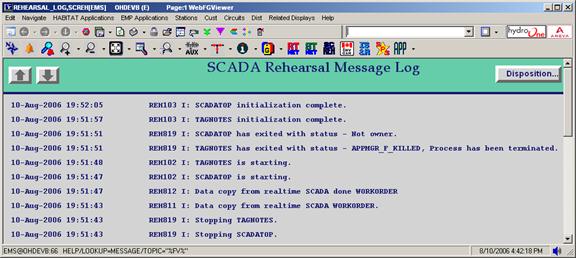 REHEARSAL_LOG,SCREH[EMS] OHDEVB (E) Page:1 WebFGViewer
Edit Navigate HABITAT Applications EMP Applications Station Cust Circuits Dist Related Displays Help
hydro one AREVA
AUX APP
SCADA Rehearsal Message Log
Disposition...
10-Aug-2006 19:52:05 REH103 I: SCADATOP initialization complete.
10-Aug-2006 19:51:57 REH103 I: TAGNOTES initialization complete.
10-Aug-2006 19:51:51 REH819 I: SCADATOP has exited with status - Not owner.
10-Aug-2006 19:51:51 REH819 I: TAGNOTES has exited with status - APPMGR_F_KILLED, Process has been terminated.
10-Aug-2006 19:51:48 REH102 I: TAGNOTES is starting.
10-Aug-2006 19:51:47 REH102 I: SCADATOP is starting.
10-Aug-2006 19:51:47 REH812 I: Data copy from realtime SCADA done WORKORDER
10-Aug-2006 19:51:43 REH811 I: Data copy from realtime SCADA WORKORDER.
10-Aug-2006 19:51:43 REH819 I: Stopping TAGNOTES.
10-Aug-2006 19:51:43 REH819 I: Stopping SCADATOP.
EMS@OHDEVB:66 HELP/LOOKUP=MESSAGE/TOPIC="%FV%" 8/10/2006 4:42:18 PM